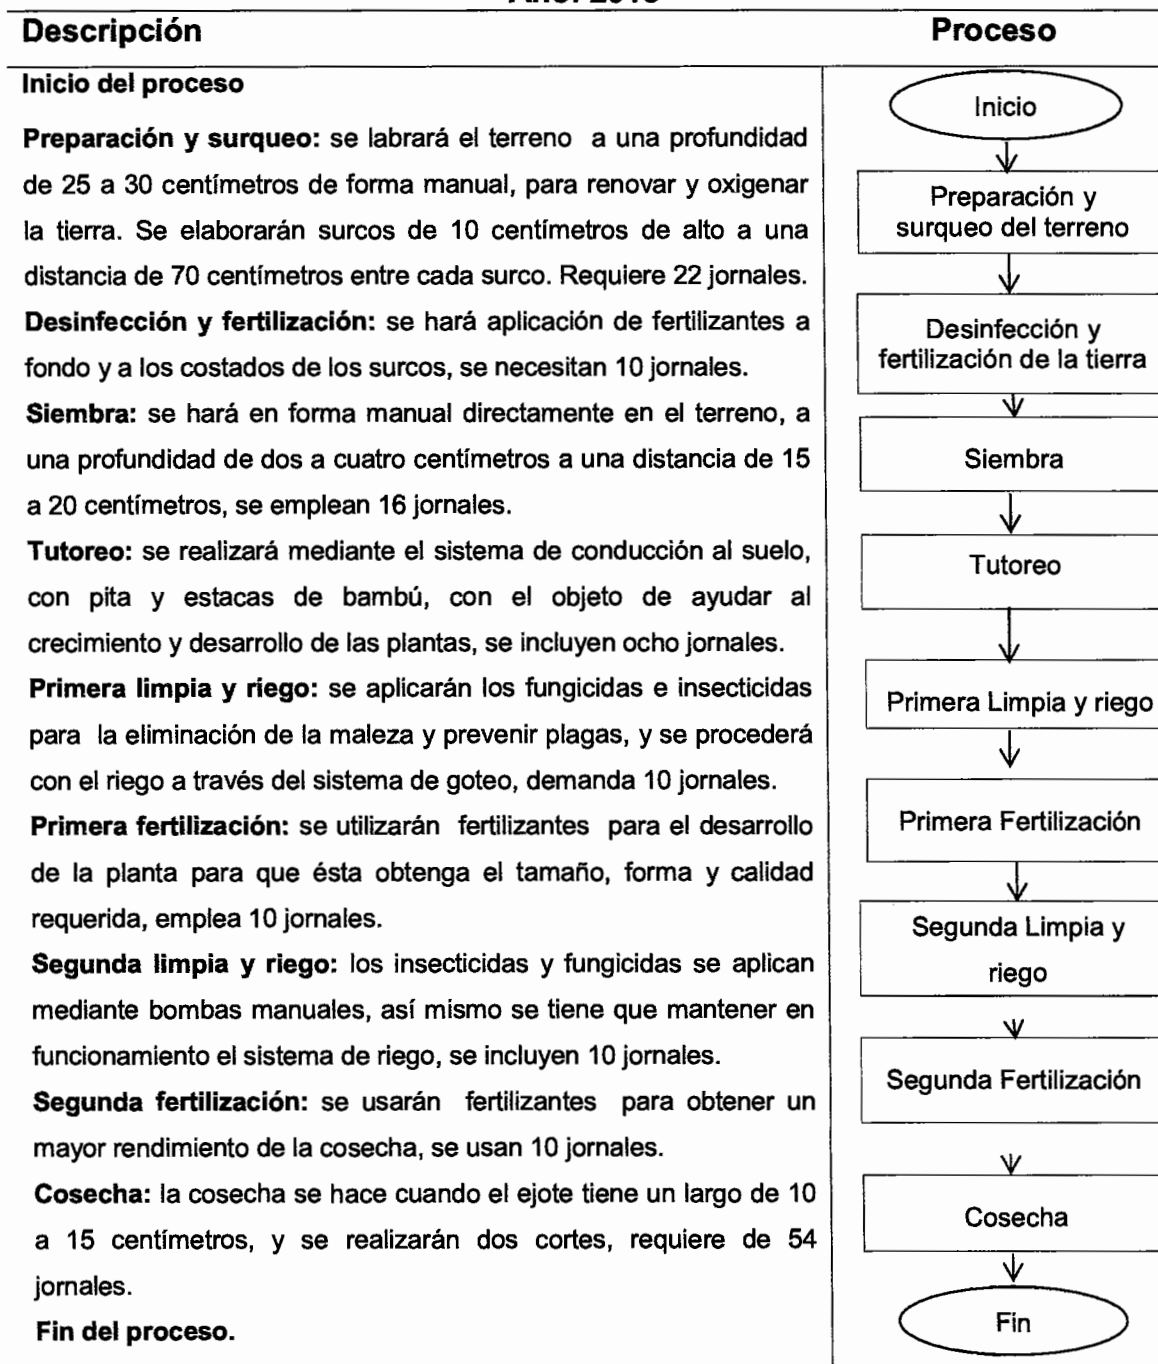 Descripción
Proceso
Inicio del proceso
Preparación y surqueo: se labrará el terreno a una profundidad
de 25 a 30 centímetros de forma manual, para renovar y oxigenar
la tierra. Se elaborarán surcos de 10 centímetros de alto a una
distancia de 70 centímetros entre cada surco. Requiere 22 jornales.
Desinfección y fertilización: se hará aplicación de fertilizantes a
fondo y a los costados de los surcos, se necesitan 10 jornales.
Siembra: se hará en forma manual directamente en el terreno, a
una profundidad de dos a cuatro centímetros a una distancia de 15
a 20 centímetros, se emplean 16 jornales.
Tutoreo: se realizará mediante el sistema de conducción al suelo,
con pita y estacas de bambú, con el objeto de ayudar al
crecimiento y desarrollo de las plantas, se incluyen ocho jornales.
Primera limpia y riego: se aplicarán los fungicidas e insecticidas
para la eliminación de la maleza y prevenir plagas, y se procederá
con el riego a través del sistema de goteo, demanda 10 jornales.
Primera fertilización: se utilizarán fertilizantes para el desarrollo
de la planta para que ésta obtenga el tamaño, forma y calidad
requerida, emplea 10 jornales.
Segunda limpia y riego: los insecticidas y fungicidas se aplican
mediante bombas manuales, así mismo se tiene que mantener en
funcionamiento el sistema de riego, se incluyen 10 jornales.
Segunda fertilización: se usarán fertilizantes para obtener un
mayor rendimiento de la cosecha, se usan 10 jornales.
Cosecha: la cosecha se hace cuando el ejote tiene un largo de 10
a 15 centímetros, y se realizarán dos cortes, requiere de 54
jornales.
Fin del proceso.
Inicio
Preparación y
surqueo del terreno
Desinfección y
fertilización de la tierra
Siembra
Tutoreo
Primera Limpia y riego
Primera Fertilización
Segunda Limpia y
riego
Segunda Fertilización
Cosecha
Fin